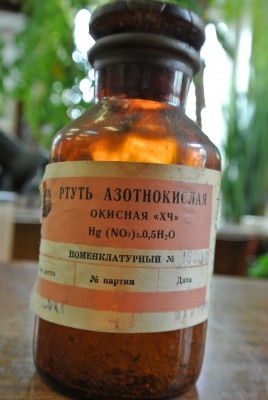 РТУТЬ АЗОТНОКИСЛАЯ
ОКИСНАЯ «ХЧ»
Hg (NO₃)₂.0,5H₂O
НОМЕНКЛАТУРНЫЙ №
№ партии Дата